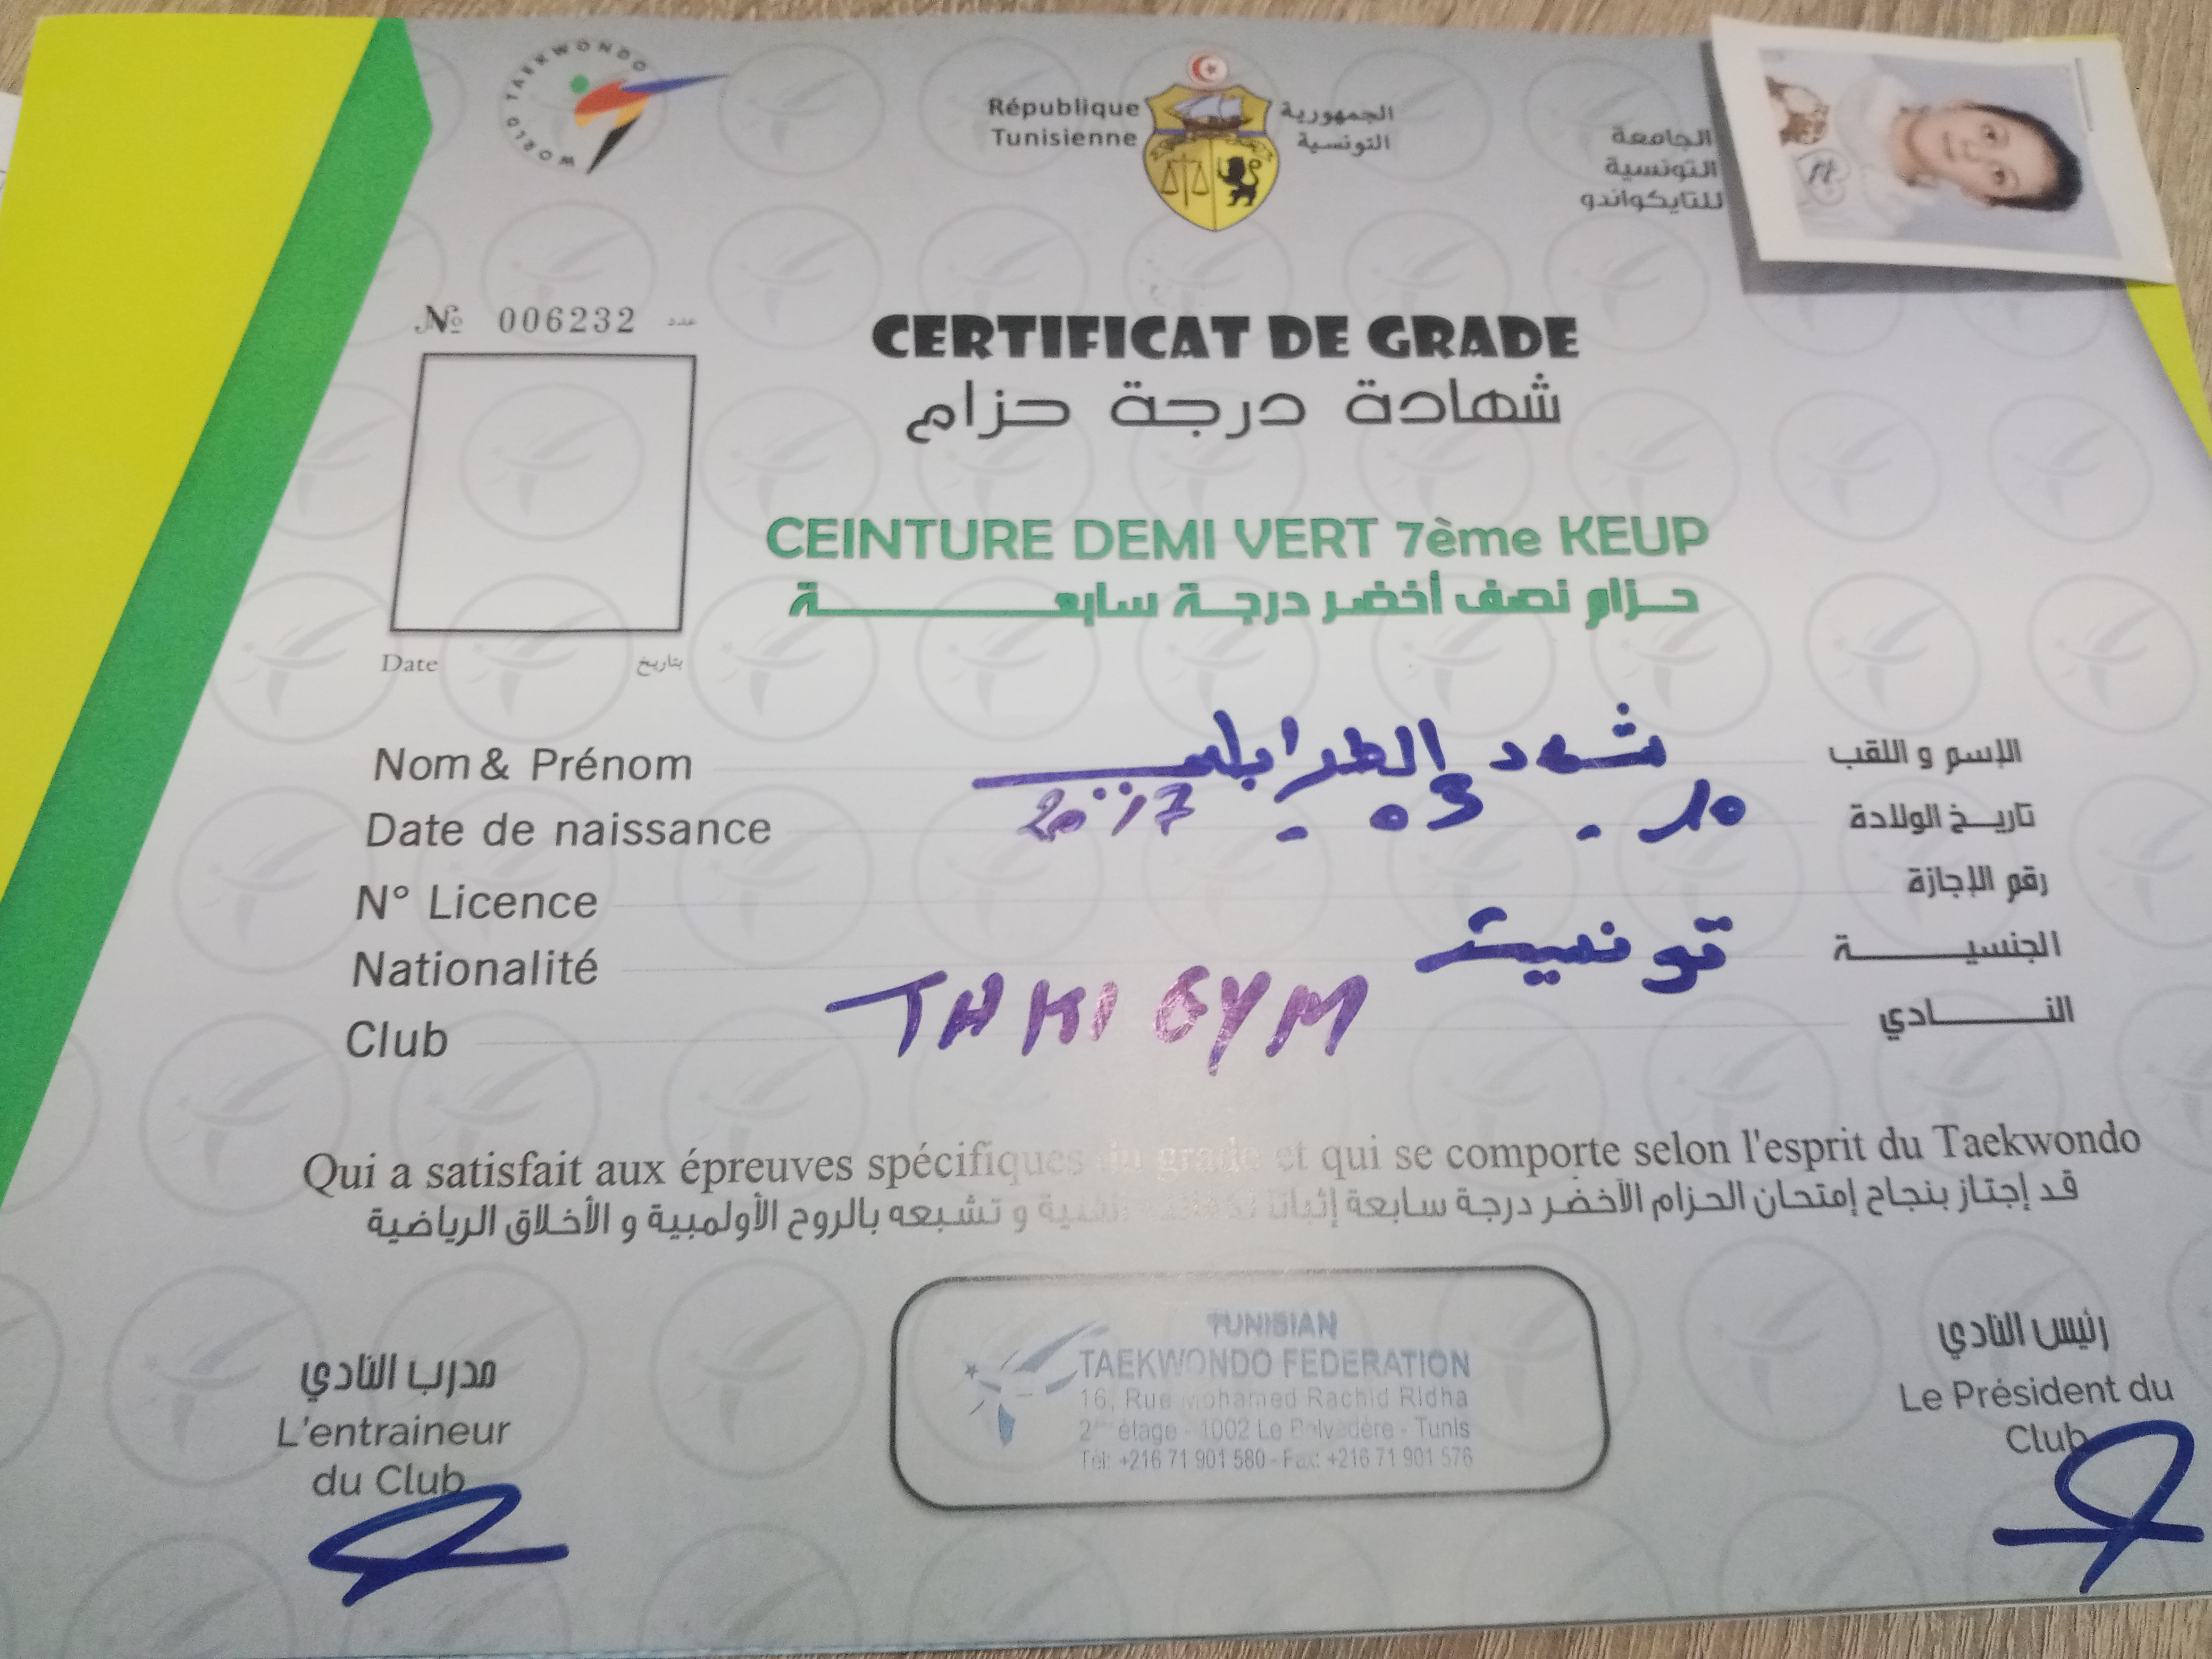 WORLD TAEKWONDO
République
Tunisienne
الجمهورية
التونسية
الجامعة
التونسية
للتايكواندو
№ 006232 عدد
CERTIFICAT DE GRADE
شهادة درجة حزام
CEINTURE DEMI VERT 7ème KEUP
حزام نصف أخضر درجة سابعة
Date بتاريخ
Nom & Prénom شهد الطرابلسي الإسم و اللقب
Date de naissance 10 - 03 - 2017 تاريخ الولادة
N° Licence رقم الإجازة
Nationalité تونسية الجنسية
Club TAKI GYM النادي
Qui a satisfait aux épreuves spécifiques du grade et qui se comporte selon l'esprit du Taekwondo
قد إجتاز بنجاح إمتحان الحزام الأخضر درجة سابعة إثباتا الفنية و تشبعه بالروح الأولمبية و الأخلاق الرياضية
مدرب النادي
L'entraineur
du Club
TUNISIAN
TAEKWONDO FEDERATION
16, Rue Mohamed Rachid Ridha
2ème étage - 1002 Le Belvédère - Tunis
Tél: +216 71 901 580 - Fax: +216 71 901 576
رئيس النادي
Le Président du
Club